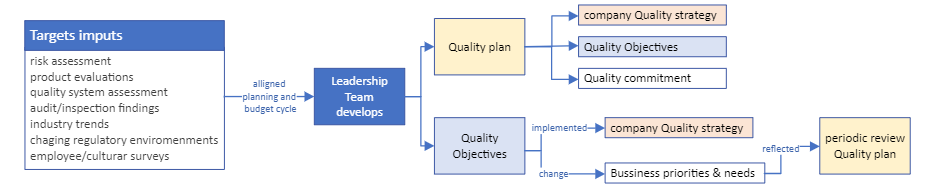 Targets imputs
risk assessment
product evaluations
quality system assessment
audit/inspection findings
industry trends
chaging regulatory enviromenments
employee/culturar surveys
alligned
planning and
budget cycle
Leadership
Team
develops
Quality plan
company Quality strategy
Quality Objectives
Quality commitment
Quality
Objectives
implemented
company Quality strategy
change
Bussiness priorities & needs
reflected
periodic review
Quality plan